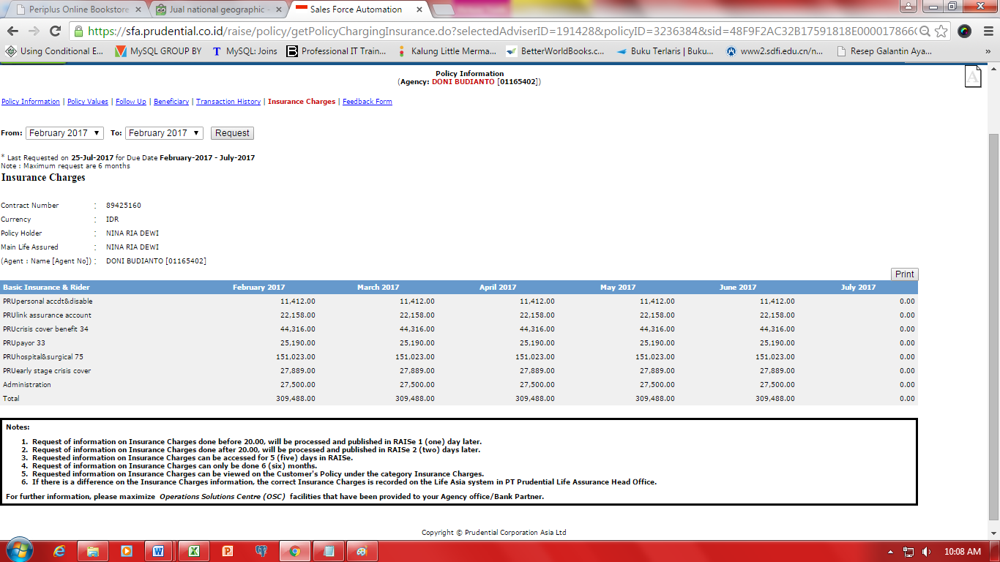 Periplus Online Bookstore
Jual national geographic -
Sales Force Automation
https://sfa.prudential.co.id/raise/policy/getPolicyChargingInsurance.do?selectedAdviserID=191428&policyID=3236384&sid=48F9F2AC32B17591818E000017866
Using Conditional E... MySQL GROUP BY MySQL: Joins Professional IT Train... Kalung Little Merma... BetterWorldBooks.c... Buku Terlaris | Buku... www2.sdfi.edu.cn/n... Resep Galantin Aya... »
Policy Information
(Agency: DONI BUDIANTO [01165402])
A
Policy Information | Policy Values | Follow Up | Beneficiary | Transaction History | Insurance Charges | Feedback Form
From: February 2017 To: February 2017 Request
* Last Requested on 25-Jul-2017 for Due Date February-2017 - July-2017
Note : Maximum request are 6 months
Insurance Charges
Contract Number : 89425160
Currency : IDR
Policy Holder : NINA RIA DEWI
Main Life Assured : NINA RIA DEWI
(Agent : Name [Agent No]) : DONI BUDIANTO [01165402]
Print
Basic Insurance & Rider February 2017 March 2017 April 2017 May 2017 June 2017 July 2017
PRUpersonal accdt&disable 11,412.00 11,412.00 11,412.00 11,412.00 11,412.00 0.00
PRUlink assurance account 22,158.00 22,158.00 22,158.00 22,158.00 22,158.00 0.00
PRUcrisis cover benefit 34 44,316.00 44,316.00 44,316.00 44,316.00 44,316.00 0.00
PRUpayor 33 25,190.00 25,190.00 25,190.00 25,190.00 25,190.00 0.00
PRUhospital&surgical 75 151,023.00 151,023.00 151,023.00 151,023.00 151,023.00 0.00
PRUearly stage crisis cover 27,889.00 27,889.00 27,889.00 27,889.00 27,889.00 0.00
Administration 27,500.00 27,500.00 27,500.00 27,500.00 27,500.00 0.00
Total 309,488.00 309,488.00 309,488.00 309,488.00 309,488.00 0.00
Notes:
1. Request of information on Insurance Charges done before 20.00, will be processed and published in RAISe 1 (one) day later.
2. Request of information on Insurance Charges done after 20.00, will be processed and published in RAISe 2 (two) days later.
3. Requested information on Insurance Charges can be accessed for 5 (five) days in RAISe.
4. Request of information on Insurance Charges can only be done 6 (six) months.
5. Requested information on Insurance Charges can be viewed on the Customer's Policy under the category Insurance Charges.
6. If there is a difference on the Insurance Charges information, the correct Insurance Charges is recorded on the Life Asia system in PT Prudential Life Assurance Head Office.
For further information, please maximize Operations Solutions Centre (OSC) facilities that have been provided to your Agency office/Bank Partner.
Copyright © Prudential Corporation Asia Ltd
10:08 AM